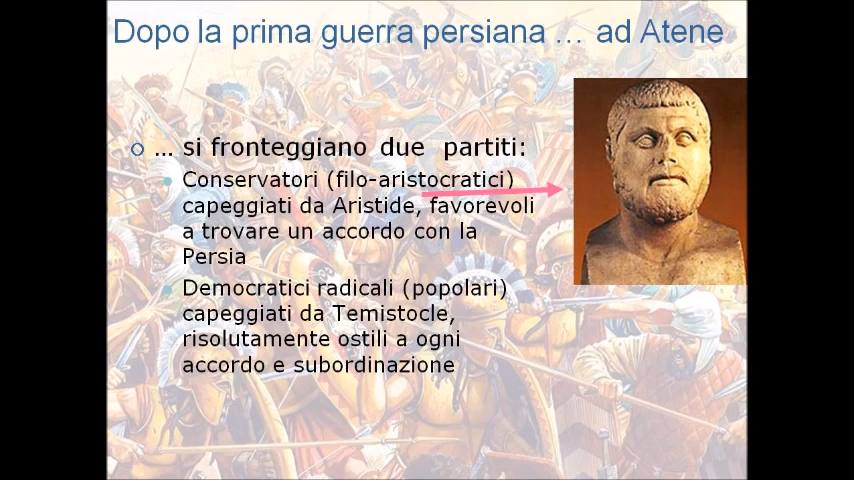 Dopo la prima guerra persiana … ad Atene
… si fronteggiano due partiti:
Conservatori (filo-aristocratici)
capeggiati da Aristide, favorevoli
a trovare un accordo con la
Persia
Democratici radicali (popolari)
capeggiati da Temistocle,
risolutamente ostili a ogni
accordo e subordinazione